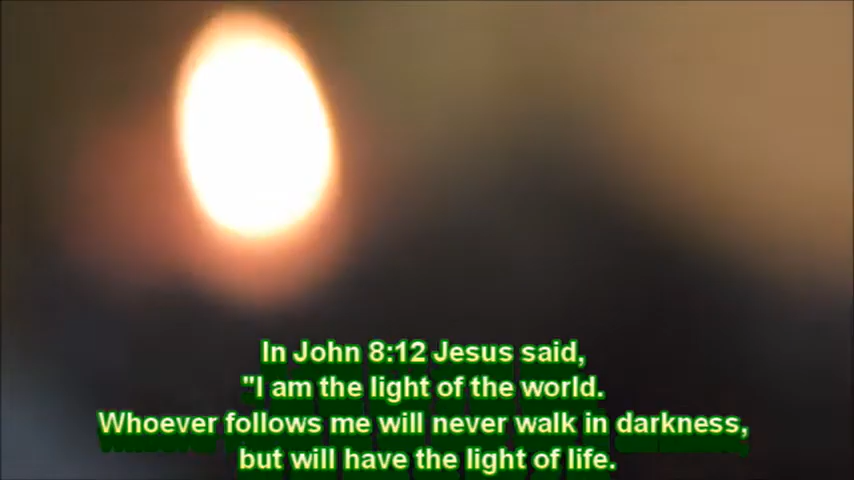 In John 8:12 Jesus said,
"I am the light of the world.
Whoever follows me will never walk in darkness,
but will have the light of life.